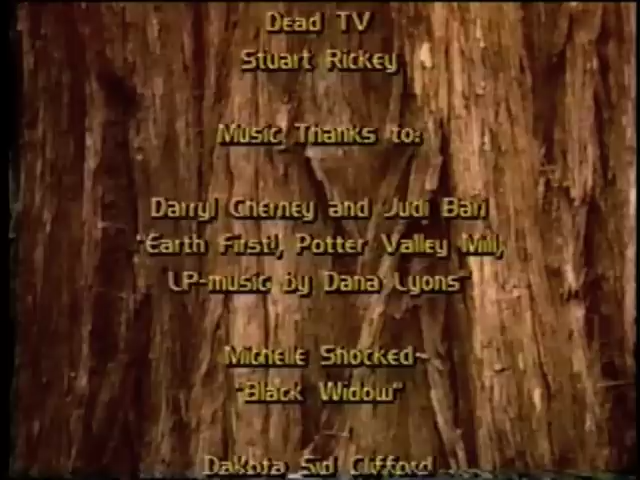 Dead TV
Stuart Rickey
Music Thanks to:
Darryl Cherney and Judi Bari
"Earth First!, Potter Valley Mill,
LP-music by Dana Lyons"
Michelle Shocked-
"Black Widow"
Dakota Sid Clifford